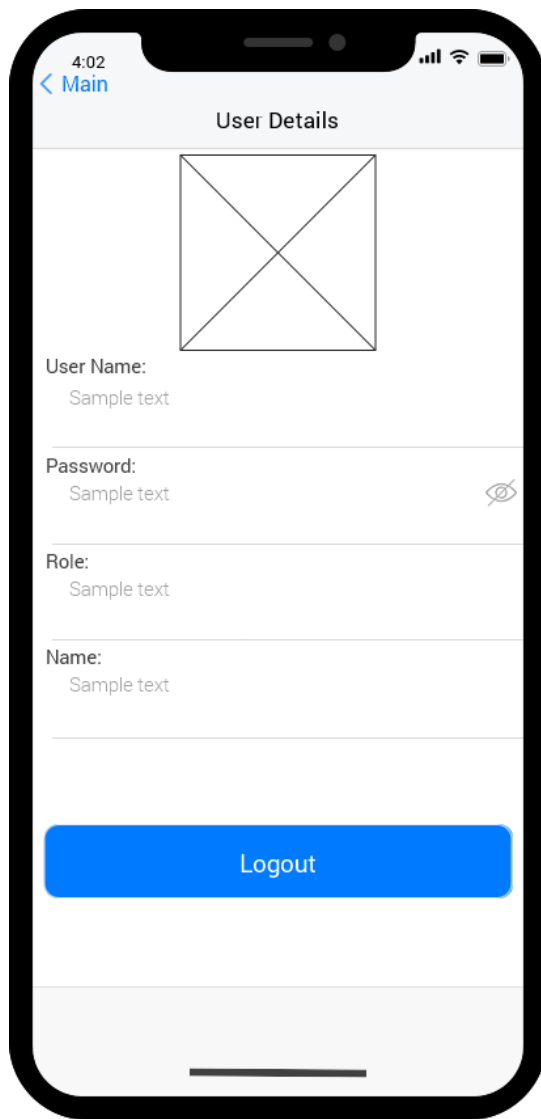 4:02
Main
User Details
User Name:
Sample text
Password:
Sample text
Role:
Sample text
Name:
Sample text
Logout